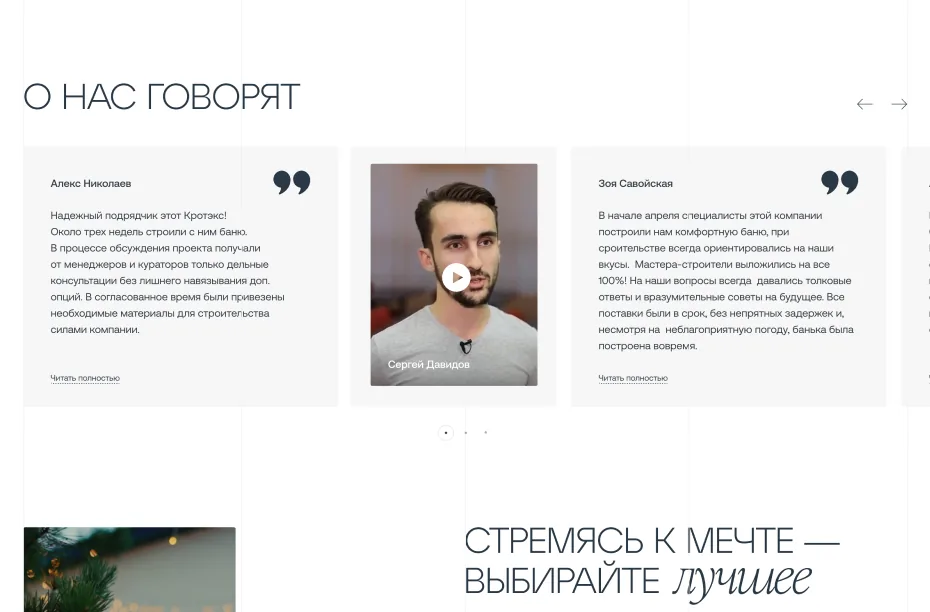 О НАС ГОВОРЯТ
Алекс Николаев
Надежный подрядчик этот Кротэкс!
Около трех недель строили с ним баню.
В процессе обсуждения проекта получали
от менеджеров и кураторов только дельные
консультации без лишнего навязывания доп.
опций. В согласованное время были привезены
необходимые материалы для строительства
силами компании.
Читать полностью
Сергей Давидов
Зоя Савойская
В начале апреля специалисты этой компании
построили нам комфортную баню, при
сроительстве всегда ориентировались на наши
вкусы. Мастера-строители выложились на все
100%! На наши вопросы всегда давались толковые
ответы и вразумительные советы на будущее. Все
поставки были в срок, без непрятных задержек и,
несмотря на неблагоприятную погоду, банька была
построена вовремя.
Читать полностью
СТРЕМЯСЬ К МЕЧТЕ —
ВЫБИРАЙТЕ лучшее